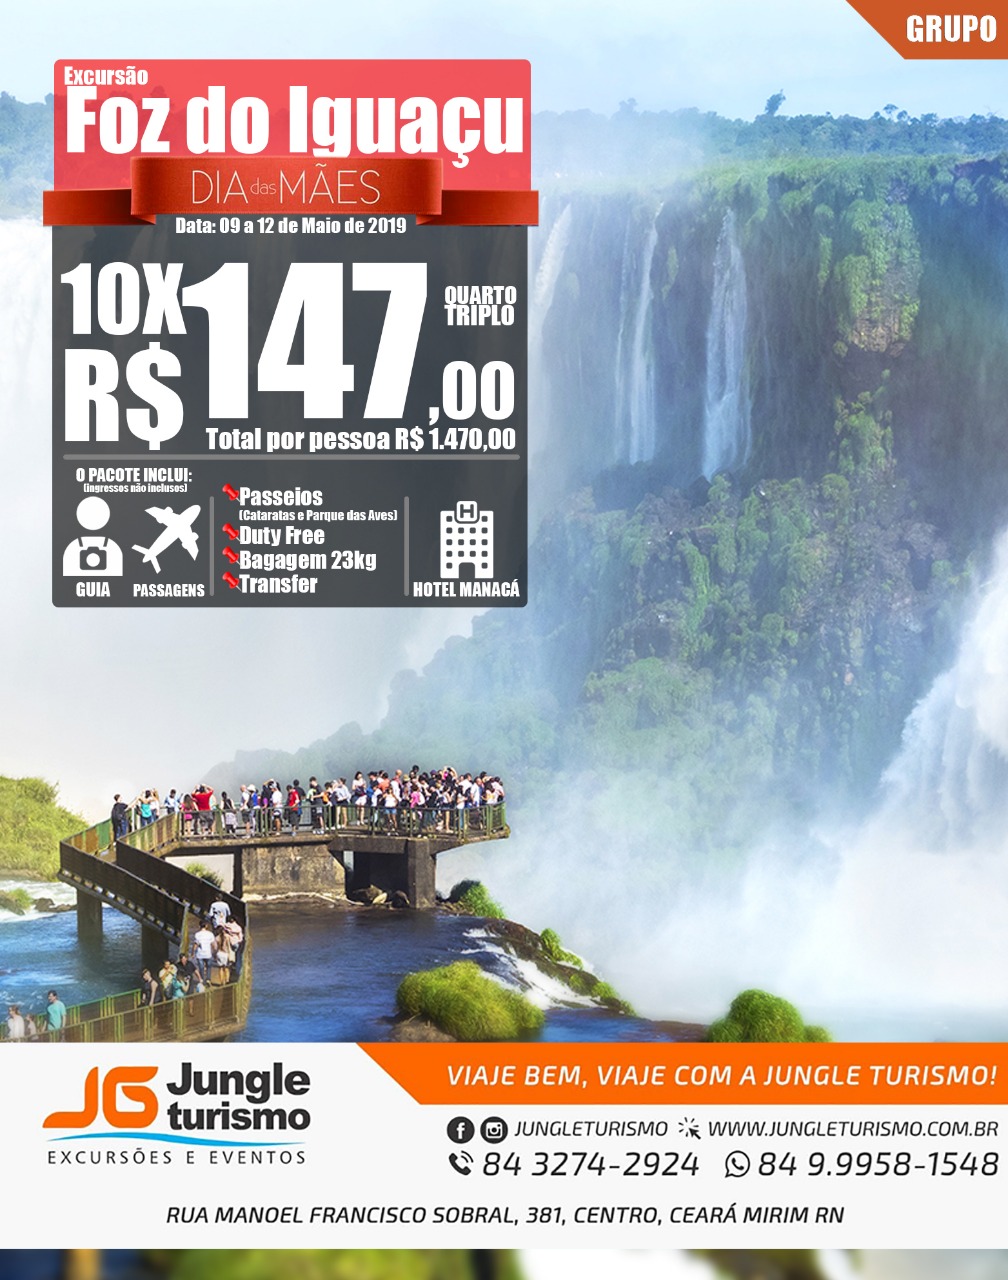 GRUPO
Excursão
Foz do Iguaçu
DIA das MÃES
Data: 09 a 12 de Maio de 2019
10X
R$ 147,00
QUARTO
TRIPLO
Total por pessoa R$ 1.470,00
O PACOTE INCLUI:
(ingressos não inclusos)
GUIA
PASSAGENS
Passeios
(Cataratas e Parque das Aves)
Duty Free
Bagagem 23kg
Transfer
H
HOTEL MANACÁ
JG Jungle
turismo
EXCURSÕES E EVENTOS
VIAJE BEM, VIAJE COM A JUNGLE TURISMO!
JUNGLETURISMO WWW.JUNGLETURISMO.COM.BR
84 3274-2924 84 9.9958-1548
RUA MANOEL FRANCISCO SOBRAL, 381, CENTRO, CEARÁ MIRIM RN